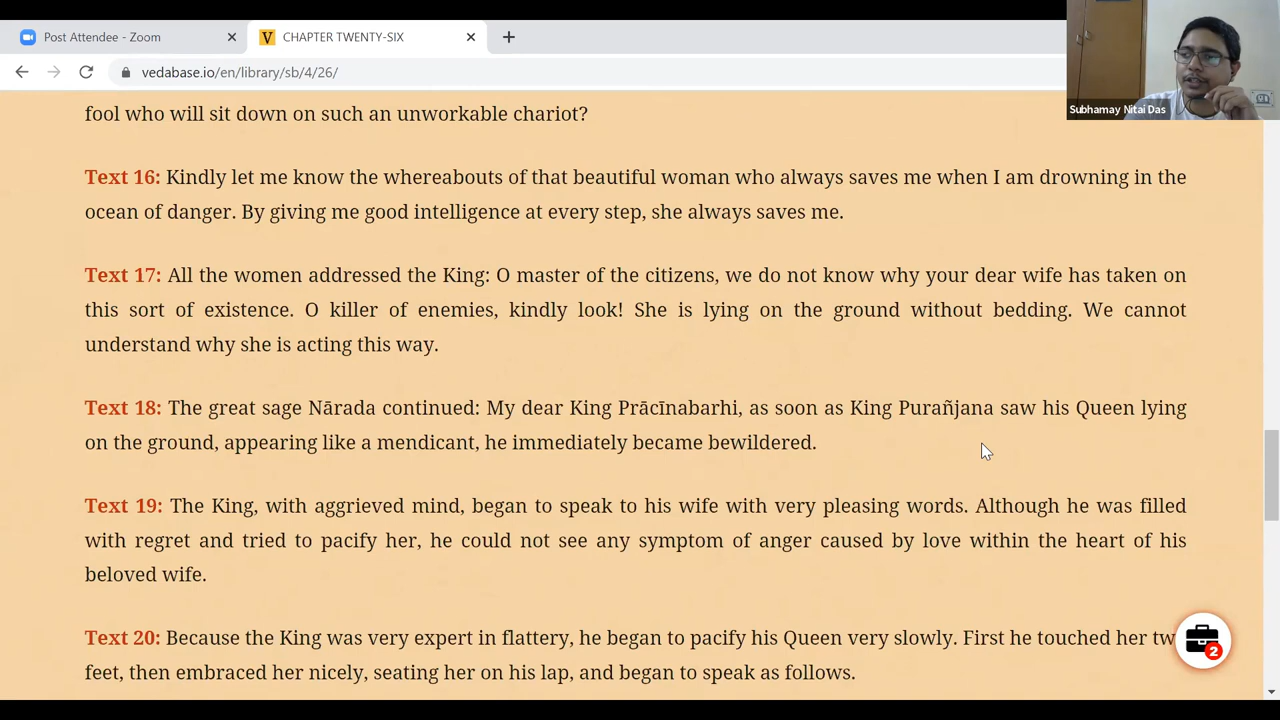 Post Attendee - Zoom
CHAPTER TWENTY-SIX
vedabase.io/en/library/sb/4/26/
Subhamay Nitai Das
fool who will sit down on such an unworkable chariot?
Text 16: Kindly let me know the whereabouts of that beautiful woman who always saves me when I am drowning in the
ocean of danger. By giving me good intelligence at every step, she always saves me.
Text 17: All the women addressed the King: O master of the citizens, we do not know why your dear wife has taken on
this sort of existence. O killer of enemies, kindly look! She is lying on the ground without bedding. We cannot
understand why she is acting this way.
Text 18: The great sage Nārada continued: My dear King Prācīnabarhi, as soon as King Purañjana saw his Queen lying
on the ground, appearing like a mendicant, he immediately became bewildered.
Text 19: The King, with aggrieved mind, began to speak to his wife with very pleasing words. Although he was filled
with regret and tried to pacify her, he could not see any symptom of anger caused by love within the heart of his
beloved wife.
Text 20: Because the King was very expert in flattery, he began to pacify his Queen very slowly. First he touched her tw
feet, then embraced her nicely, seating her on his lap, and began to speak as follows.
2